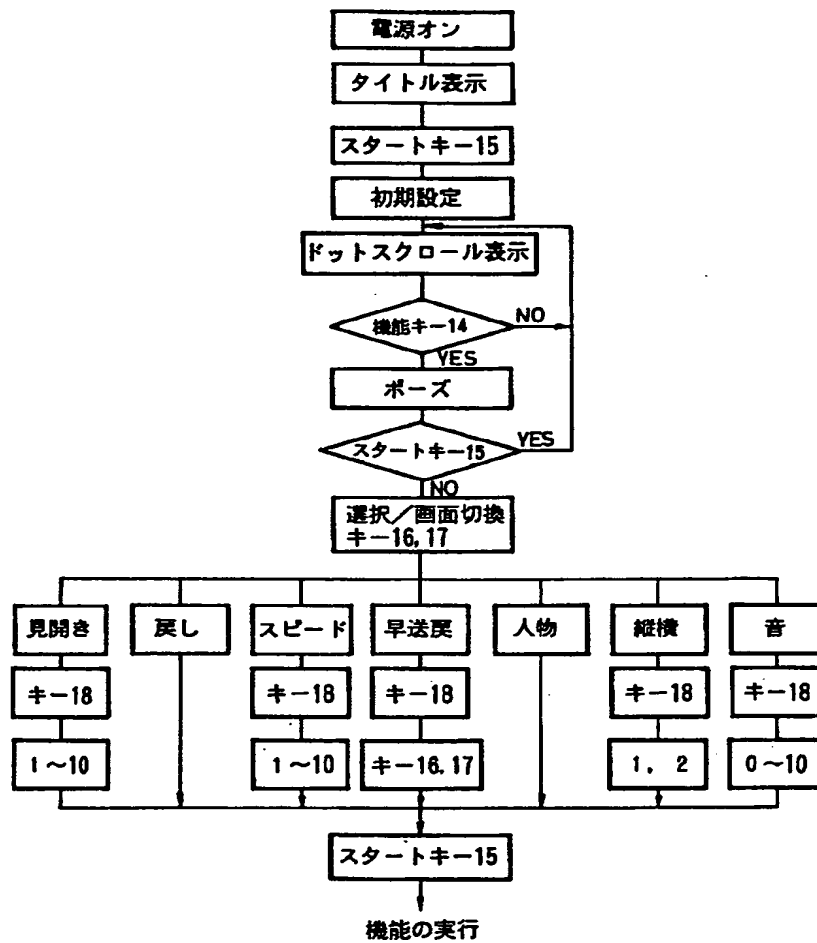 電源オン
タイトル表示
スタートキー15
初期設定
ドットスクロール表示
機能キー14
NO
YES
ポーズ
スタートキー15
YES
NO
選択／画面切換
キー16,17
見開き
戻し
スピード
早送戻
人物
縦横
音
キー18
キー18
キー18
キー18
キー18
1～10
1～10
キー16,17
1, 2
0～10
スタートキー15
機能の実行